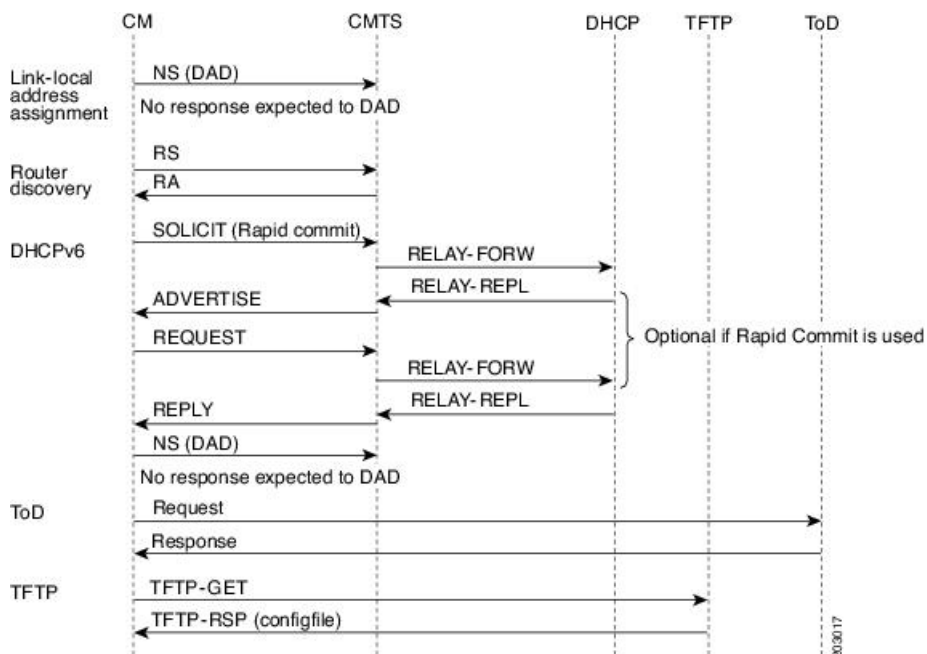 CM CMTS DHCP TFTP ToD
Link-local
address
assignment
NS (DAD)
No response expected to DAD
Router
discovery
RS
RA
DHCPv6
SOLICIT (Rapid commit)
RELAY-FORW
RELAY-REPL
ADVERTISE
REQUEST
Optional if Rapid Commit is used
RELAY-FORW
RELAY-REPL
REPLY
NS (DAD)
No response expected to DAD
ToD
Request
Response
TFTP
TFTP-GET
TFTP-RSP (configfile)
203017